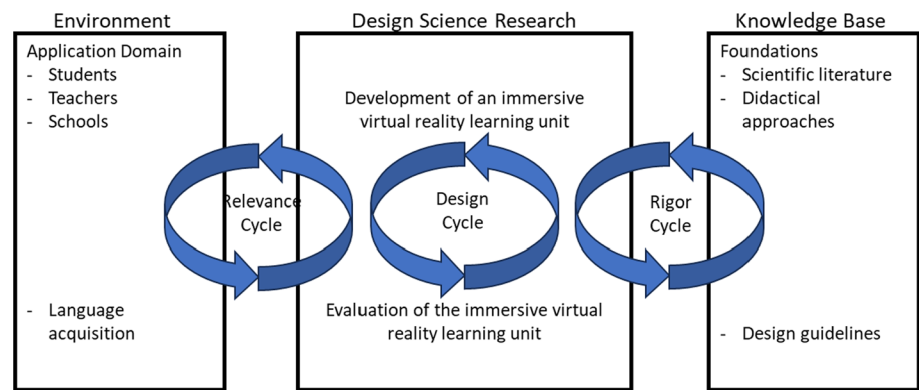 Environment
Application Domain
- Students
- Teachers
- Schools
- Language
acquisition
Relevance
Cycle
Design Science Research
Development of an immersive
virtual reality learning unit
Design
Cycle
Evaluation of the immersive virtual
reality learning unit
Rigor
Cycle
Knowledge Base
Foundations
- Scientific literature
- Didactical
approaches
- Design guidelines